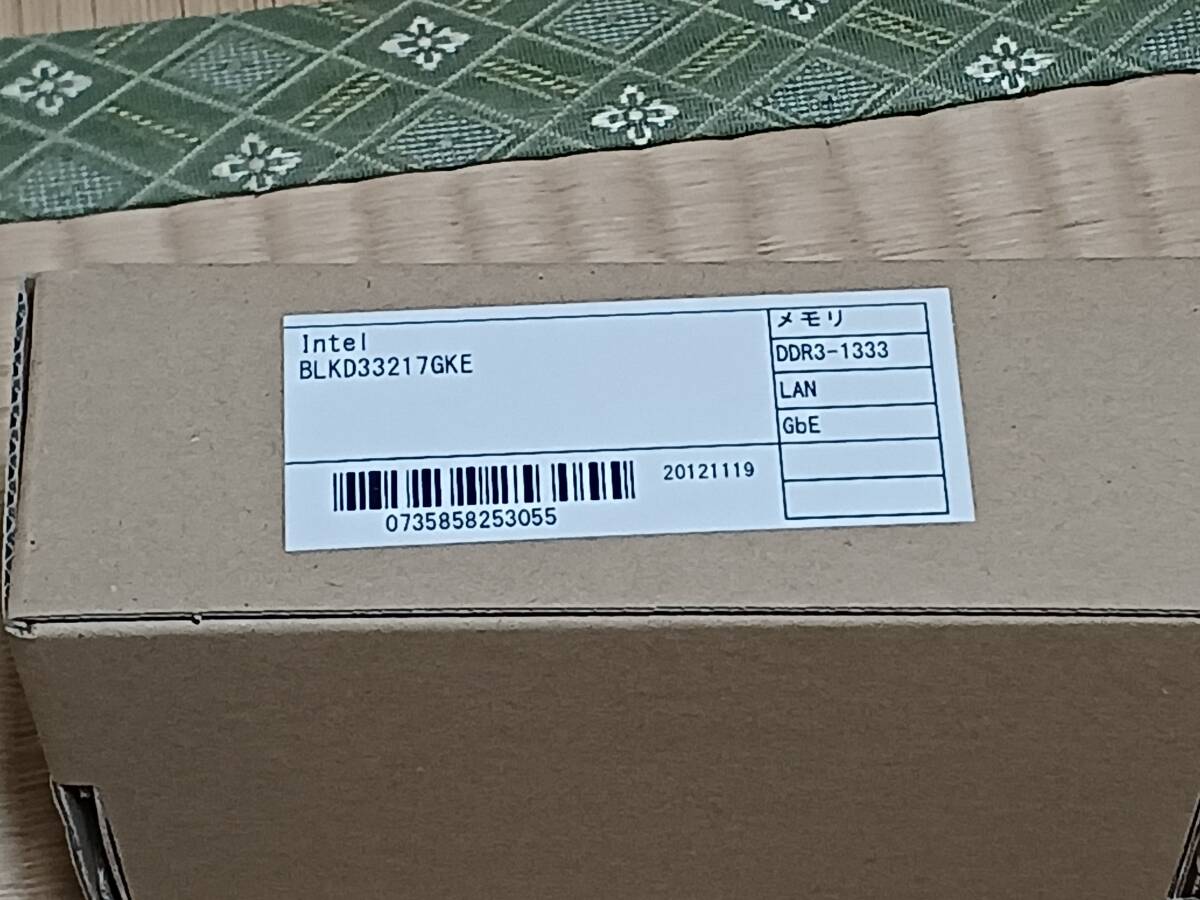 Intel
BLKD33217GKE
メモリ
DDR3-1333
LAN
GbE
20121119
0735858253055